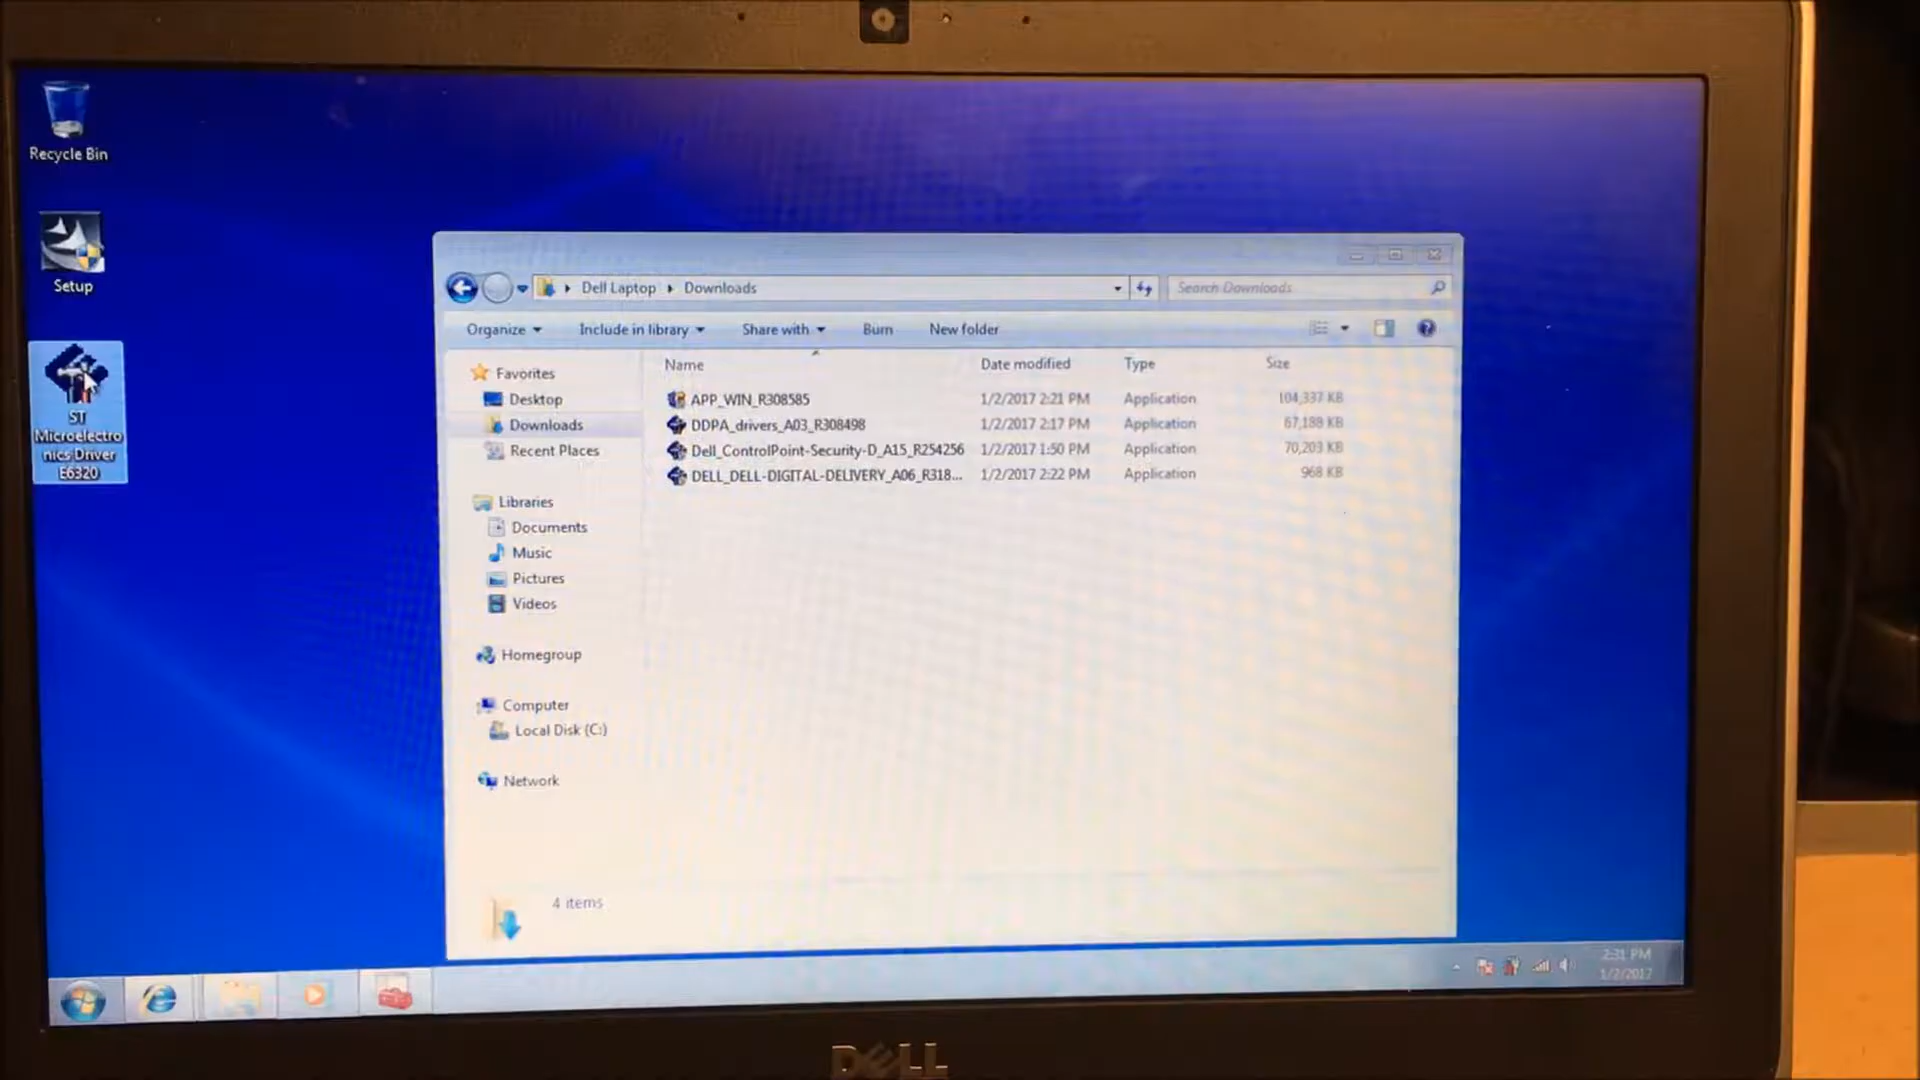 Recycle Bin
Setup
ST
Microelectro
nics Driver
E6320
Dell Laptop
Downloads
Search Downloads
Organize
Include in library
Share with
Burn
New folder
Name
Date modified
Type
Size
APP_WIN_R308585
1/2/2017 2:21 PM
Application
104,337 KB
DDPA_drivers_A03_R308498
1/2/2017 2:17 PM
Application
67,188 KB
Dell_ControlPoint-Security-D_A15_R254256
1/2/2017 1:50 PM
Application
70,203 KB
DELL_DELL-DIGITAL-DELIVERY_A06_R318...
1/2/2017 2:22 PM
Application
968 KB
Favorites
Desktop
Downloads
Recent Places
Libraries
Documents
Music
Pictures
Videos
Homegroup
Computer
Local Disk (C:)
Network
4 items
2:31 PM
1/2/2017
DELL